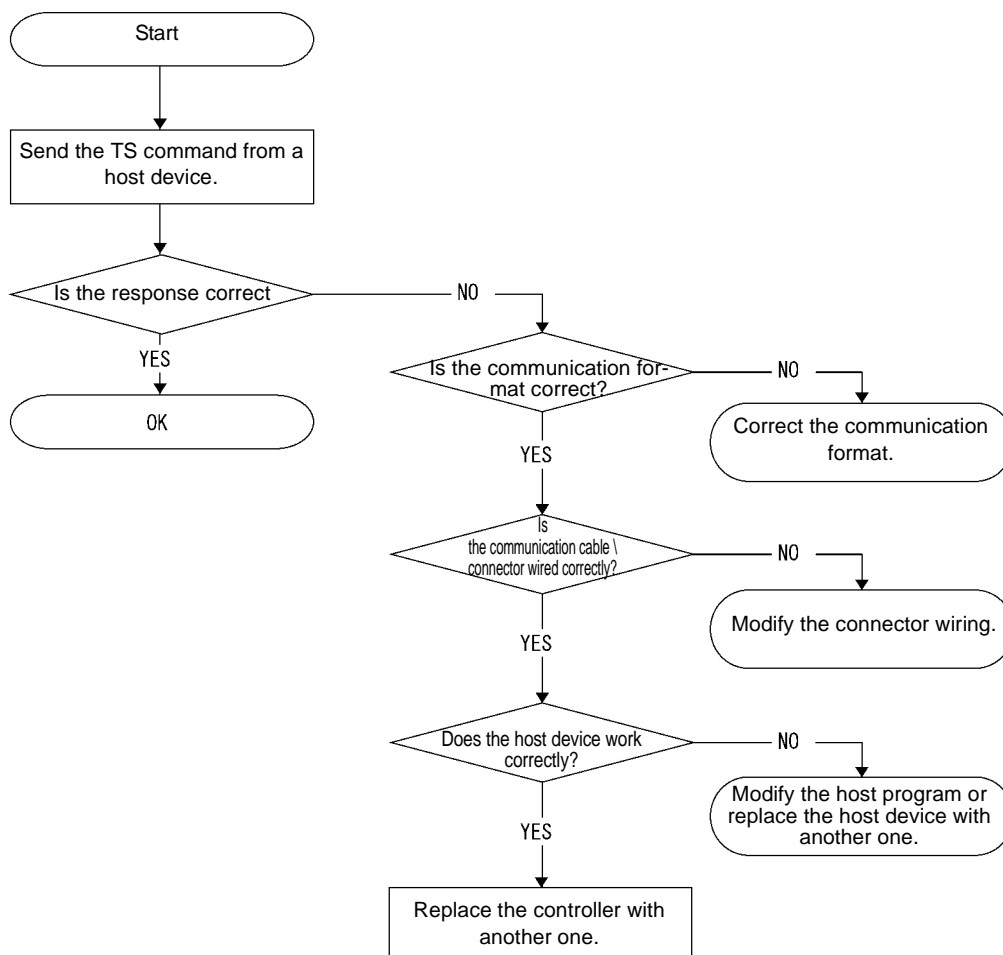 Start
Send the TS command from a
host device.
Is the response correct
NO
YES
OK
Is the communication for-
mat correct?
NO
Correct the communication
format.
YES
Is
the communication cable \
connector wired correctly?
NO
Modify the connector wiring.
YES
Does the host device work
correctly?
NO
Modify the host program or
replace the host device with
another one.
YES
Replace the controller with
another one.